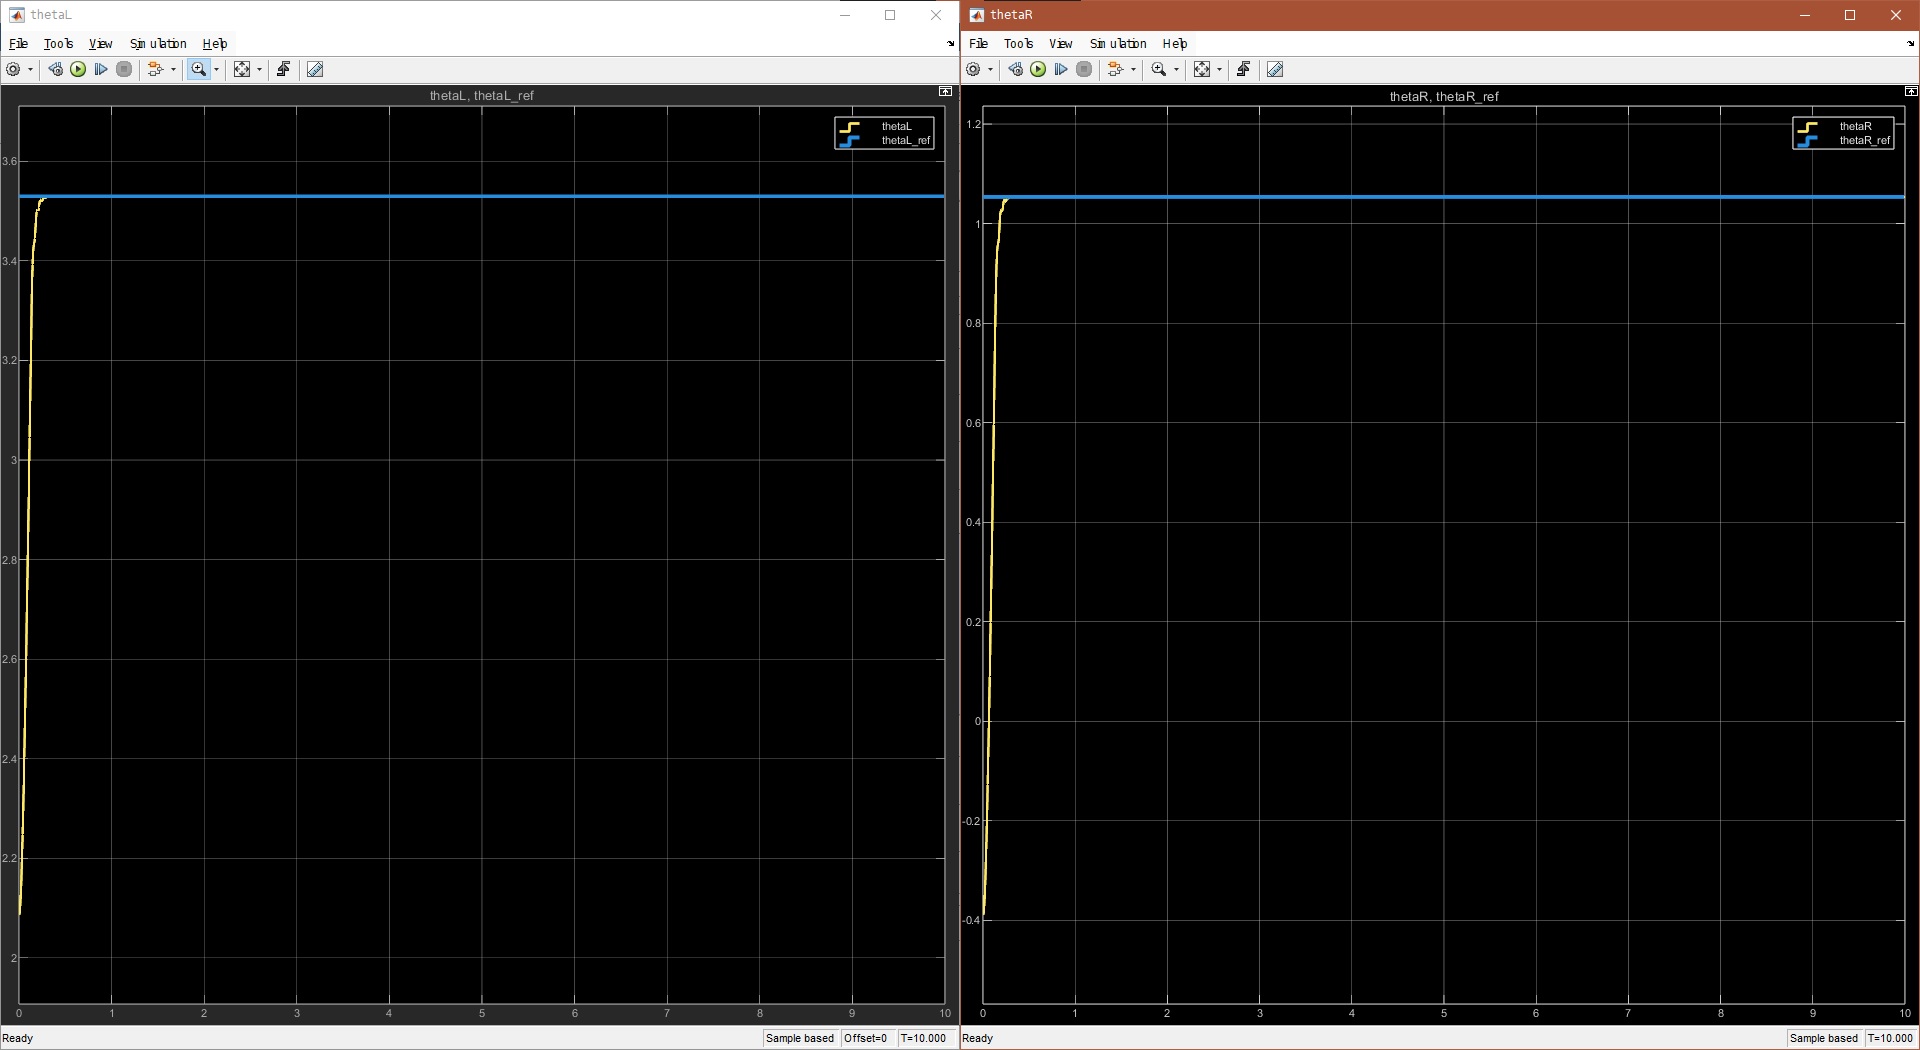 thetaL
File Tools View Simulation Help
thetaL, thetaL_ref
thetaL
thetaL_ref
3.6
3.4
3.2
3
2.8
2.6
2.4
2.2
2
0 1 2 3 4 5 6 7 8 9 10
Ready
Sample based Offset=0 T=10.000
thetaR
File Tools View Simulation Help
thetaR, thetaR_ref
thetaR
thetaR_ref
1.2
1
0.8
0.6
0.4
0.2
0
-0.2
-0.4
0 1 2 3 4 5 6 7 8 9 10
Ready
Sample based T=10.000